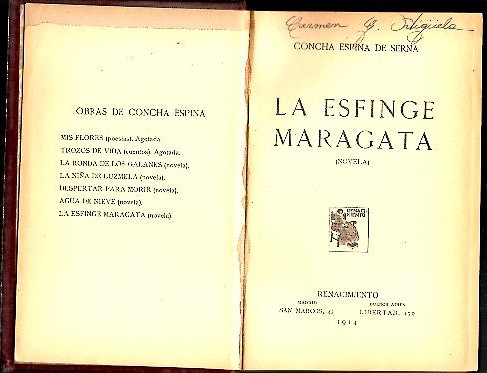 OBRAS DE CONCHA ESPINA
MIS FLORES (poesías). Agotada.
TROZOS DE VIDA (cuentos). Agotada.
LA RONDA DE LOS GALANES (novela).
LA NIÑA DE LUZMELA (novela).
DESPERTAR PARA MORIR (novela).
AGUA DE NIEVE (novela).
LA ESFINGE MARAGATA (novela)
Carmen G.
CONCHA ESPINA DE SERNA
LA ESFINGE
MARAGATA
(NOVELA)
RENACI
MIENTO
RENACIMIENTO
MADRID BUENOS AIRES
SAN MARCOS, 42 LIBERTAD, 172
1914